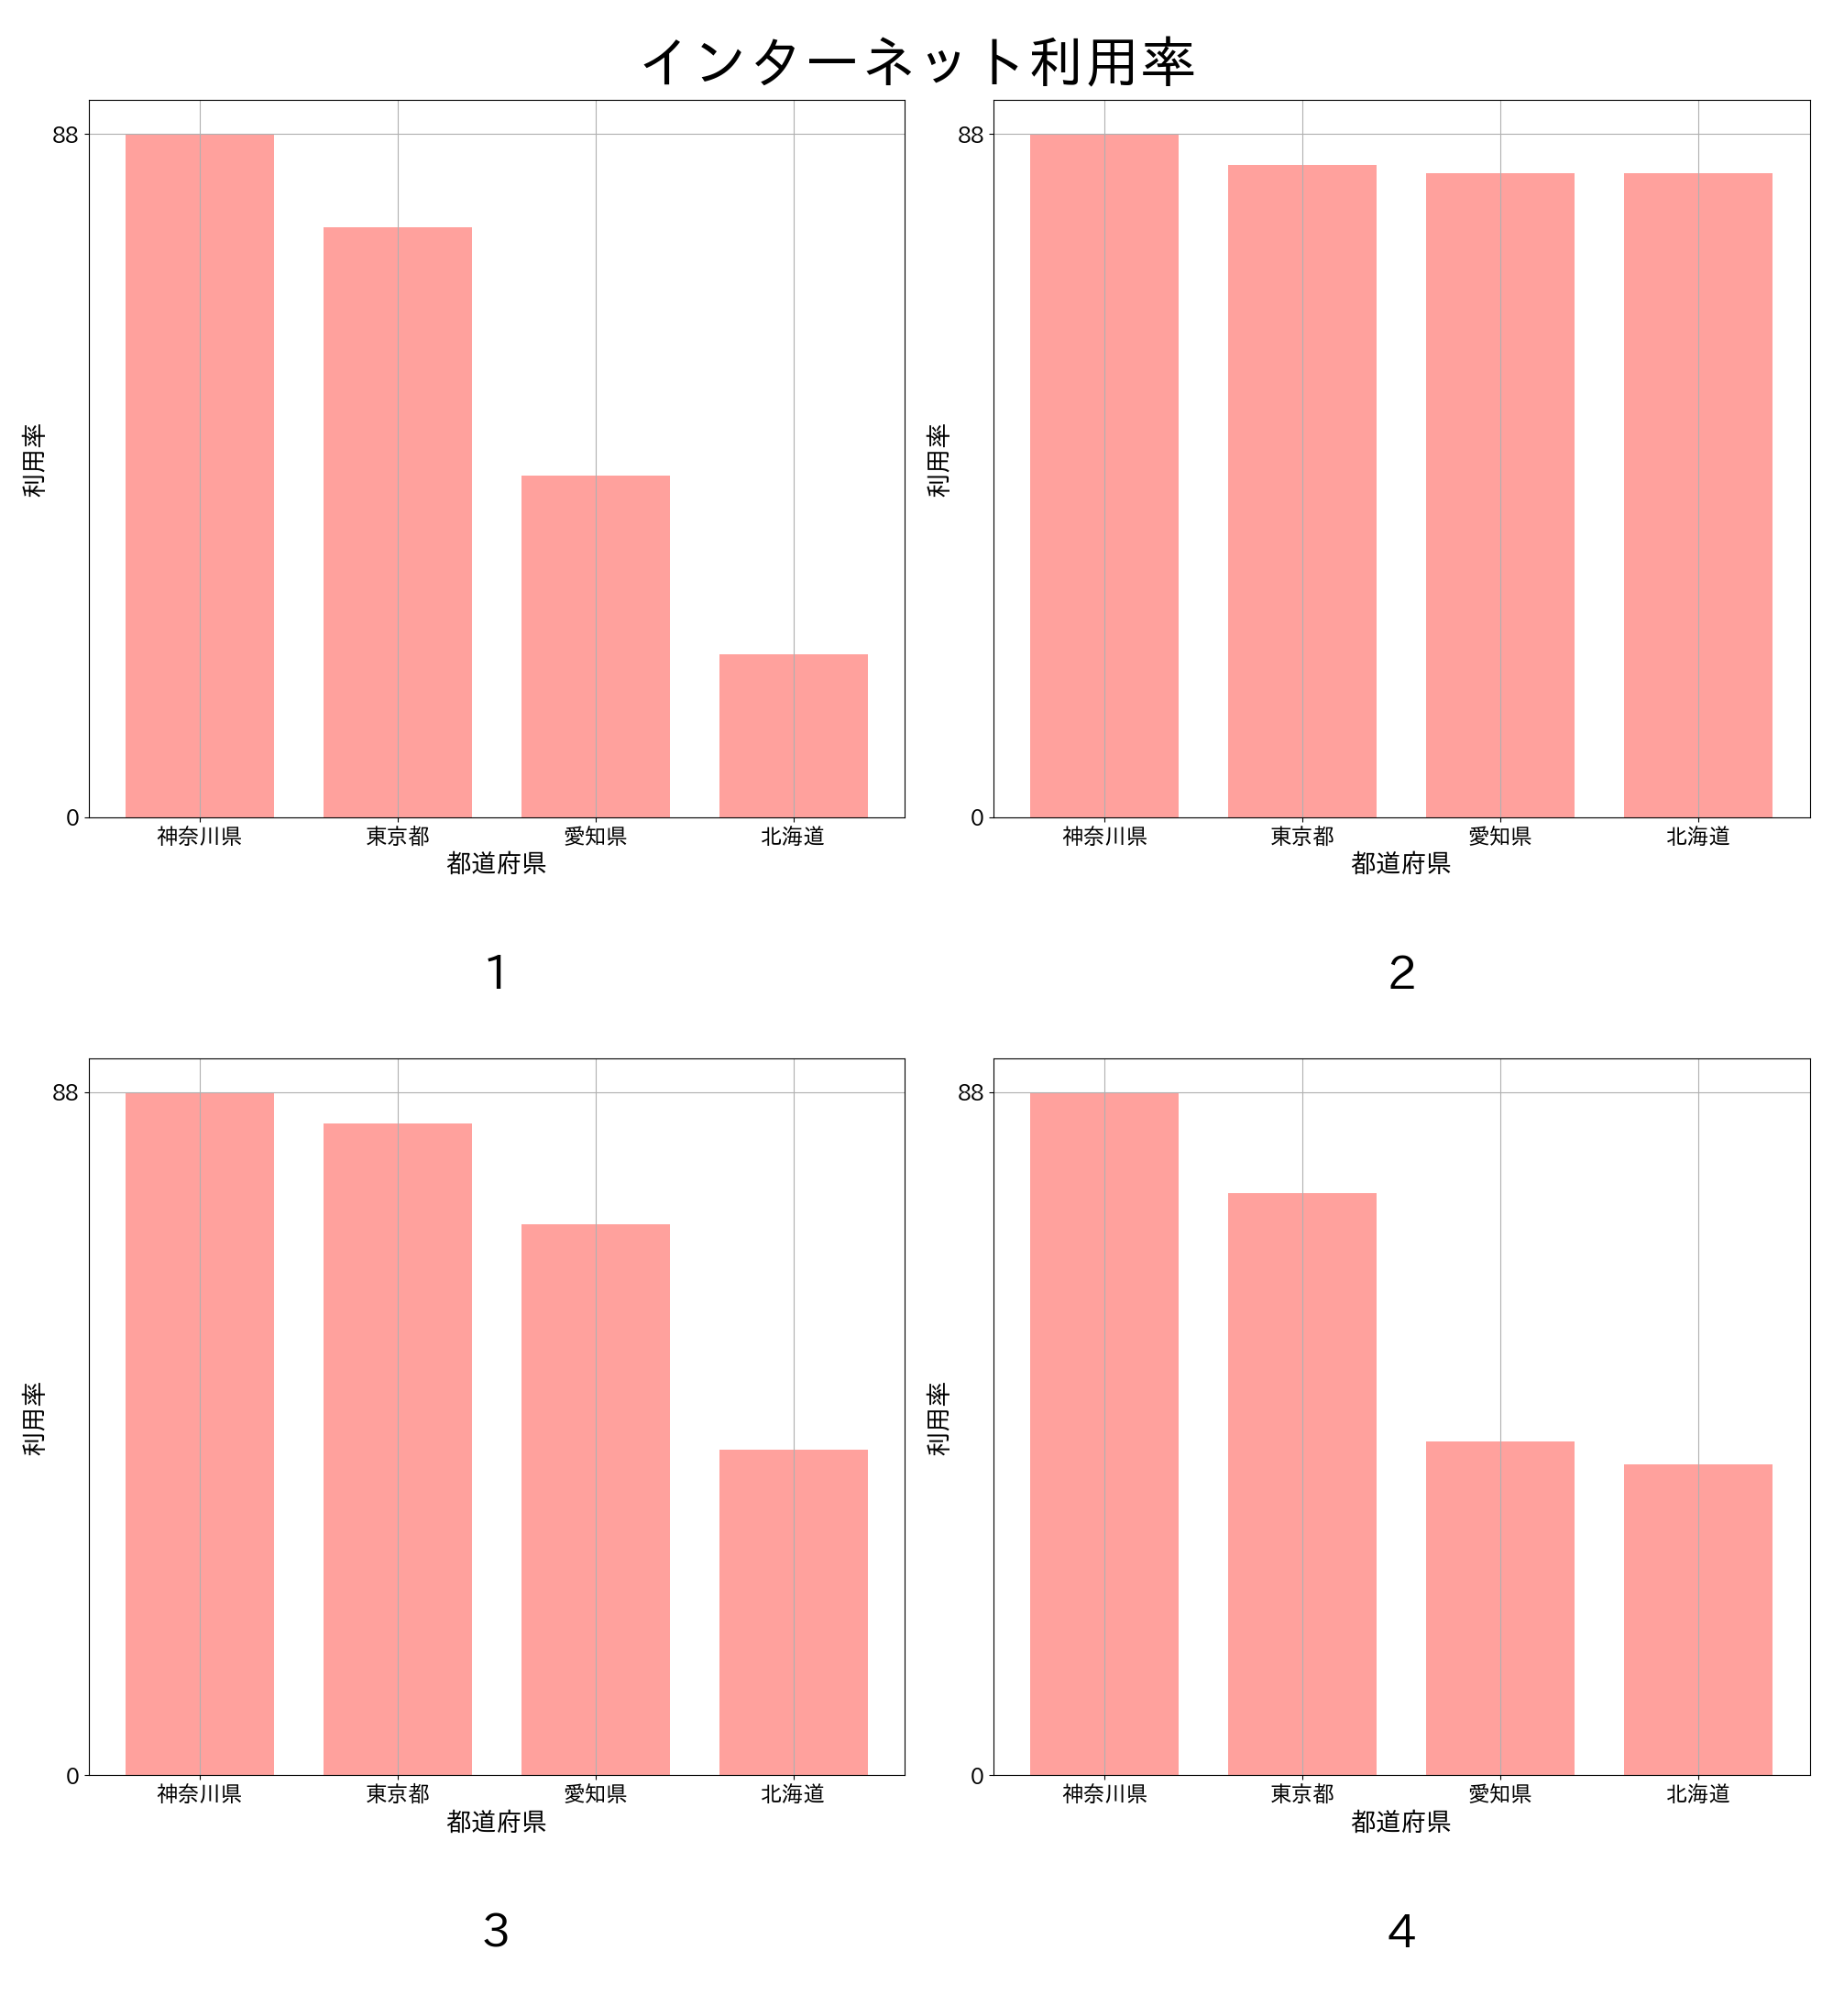 インターネット利用率
88
0
利用率
神奈川県 東京都 愛知県 北海道
都道府県
1
88
0
利用率
神奈川県 東京都 愛知県 北海道
都道府県
2
88
0
利用率
神奈川県 東京都 愛知県 北海道
都道府県
3
88
0
利用率
神奈川県 東京都 愛知県 北海道
都道府県
4